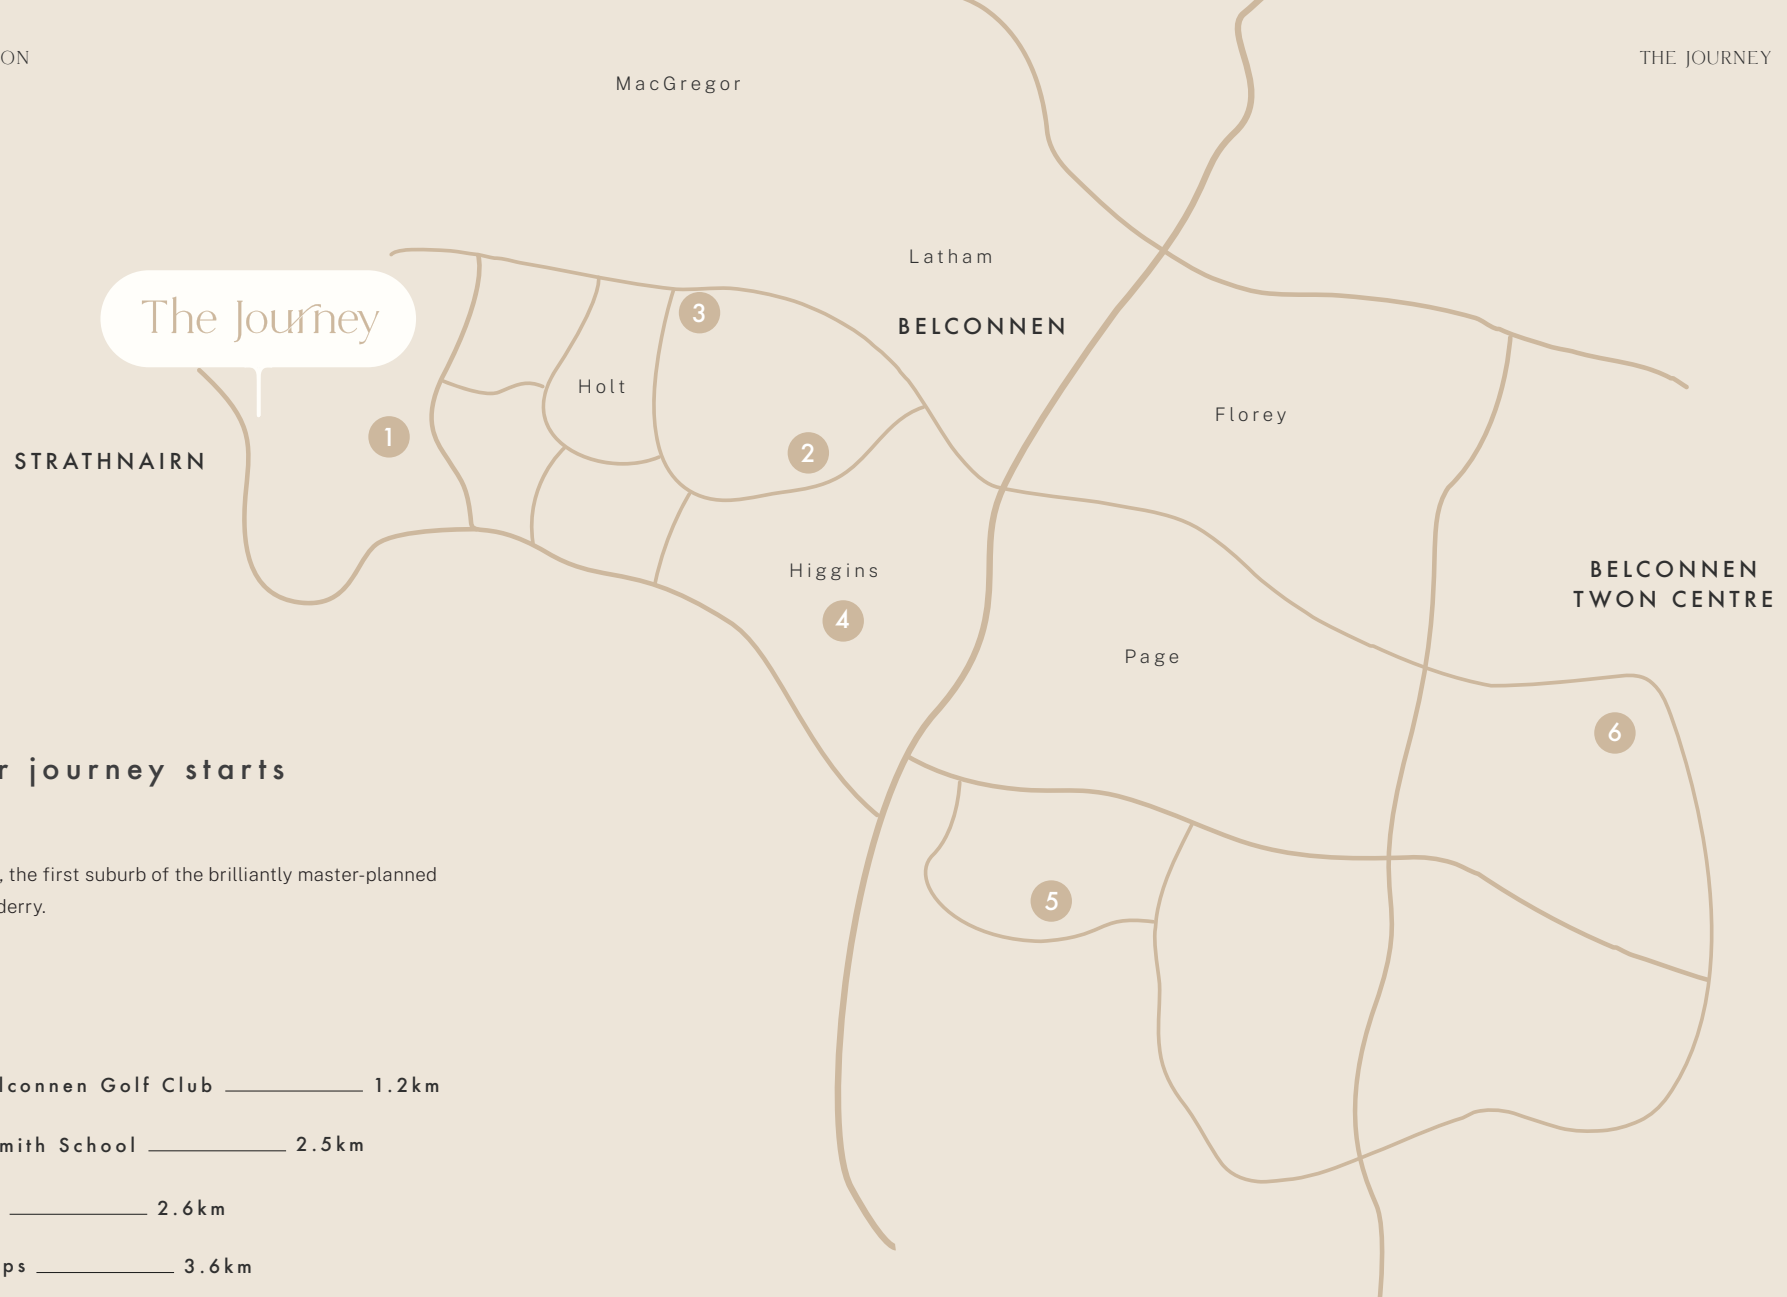 ON
THE JOURNEY
MacGregor
Latham
The Journey
3
BELCONNEN
Holt
Florey
1
2
STRATHNAIRN
Higgins
BELCONNEN
TWON CENTRE
4
Page
6
journey starts
, the first suburb of the brilliantly master-planned
derry.
5
lconnen Golf Club 1.2km
mith School 2.5km
2.6km
ps 3.6km